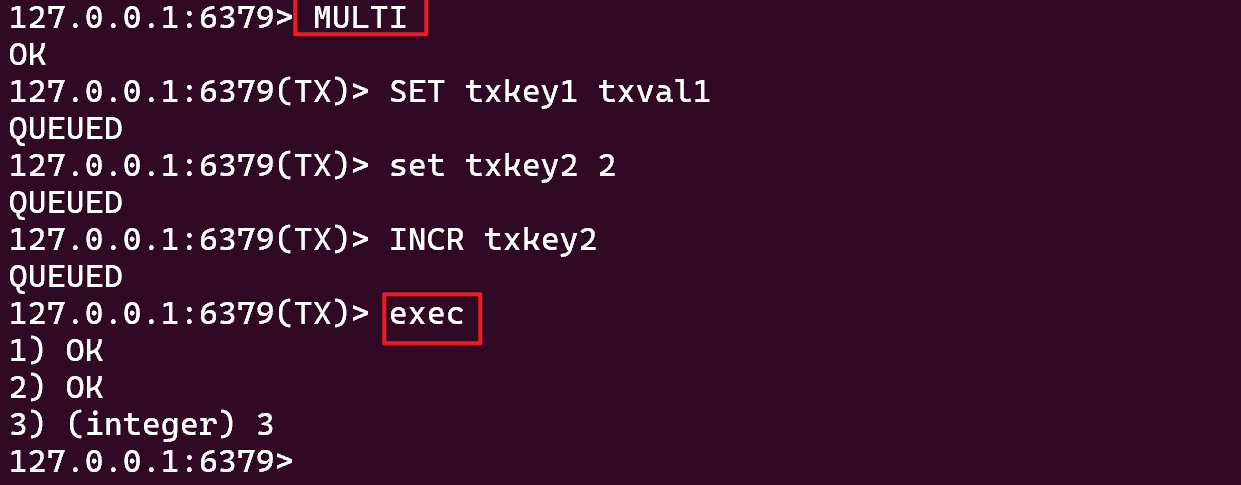 127.0.0.1:6379> MULTI
OK
127.0.0.1:6379(TX)> SET txkey1 txval1
QUEUED
127.0.0.1:6379(TX)> set txkey2 2
QUEUED
127.0.0.1:6379(TX)> INCR txkey2
QUEUED
127.0.0.1:6379(TX)> exec
1) OK
2) OK
3) (integer) 3
127.0.0.1:6379>